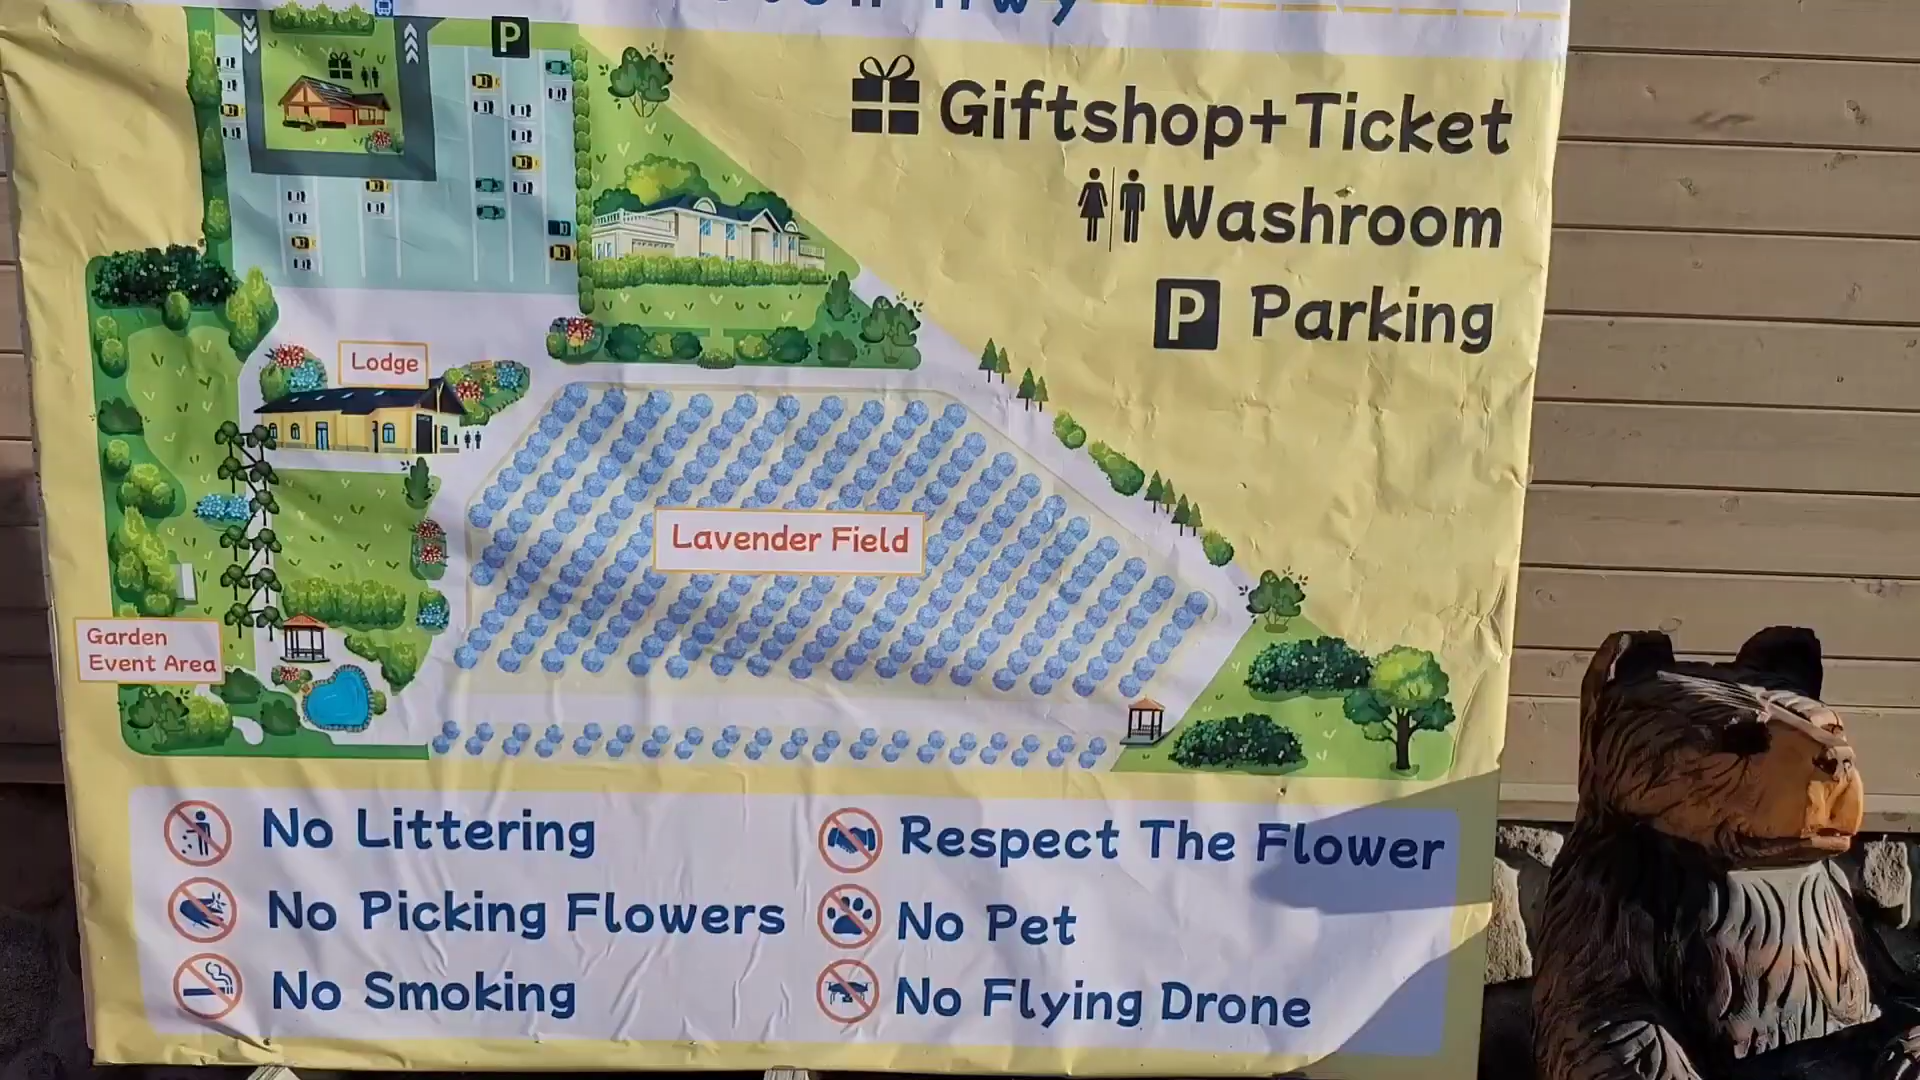 Hwy
P
Giftshop+Ticket
Washroom
P Parking
Lodge
Lavender Field
Garden
Event Area
No Littering
Respect The Flower
No Picking Flowers
No Pet
No Smoking
No Flying Drone